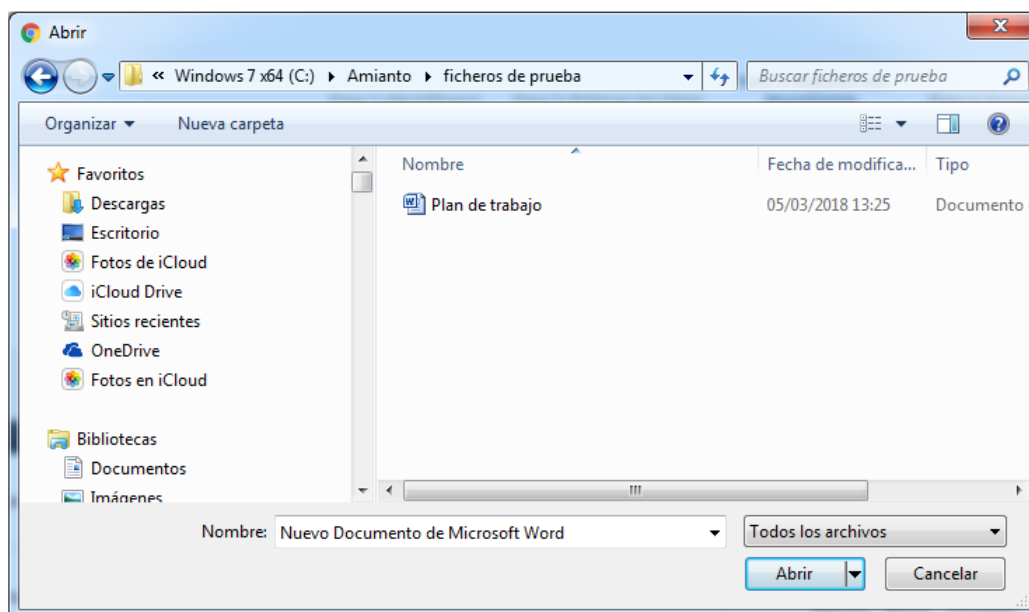 Abrir
« Windows 7 x64 (C:) ▸ Amianto ▸ ficheros de prueba
Buscar ficheros de prueba
Organizar
Nueva carpeta
Nombre
Fecha de modifica...
Tipo
Favoritos
Descargas
Escritorio
Fotos de iCloud
iCloud Drive
Sitios recientes
OneDrive
Fotos en iCloud
Bibliotecas
Documentos
Imágenes
Plan de trabajo
05/03/2018 13:25
Documento
Nombre: Nuevo Documento de Microsoft Word
Todos los archivos
Abrir
Cancelar